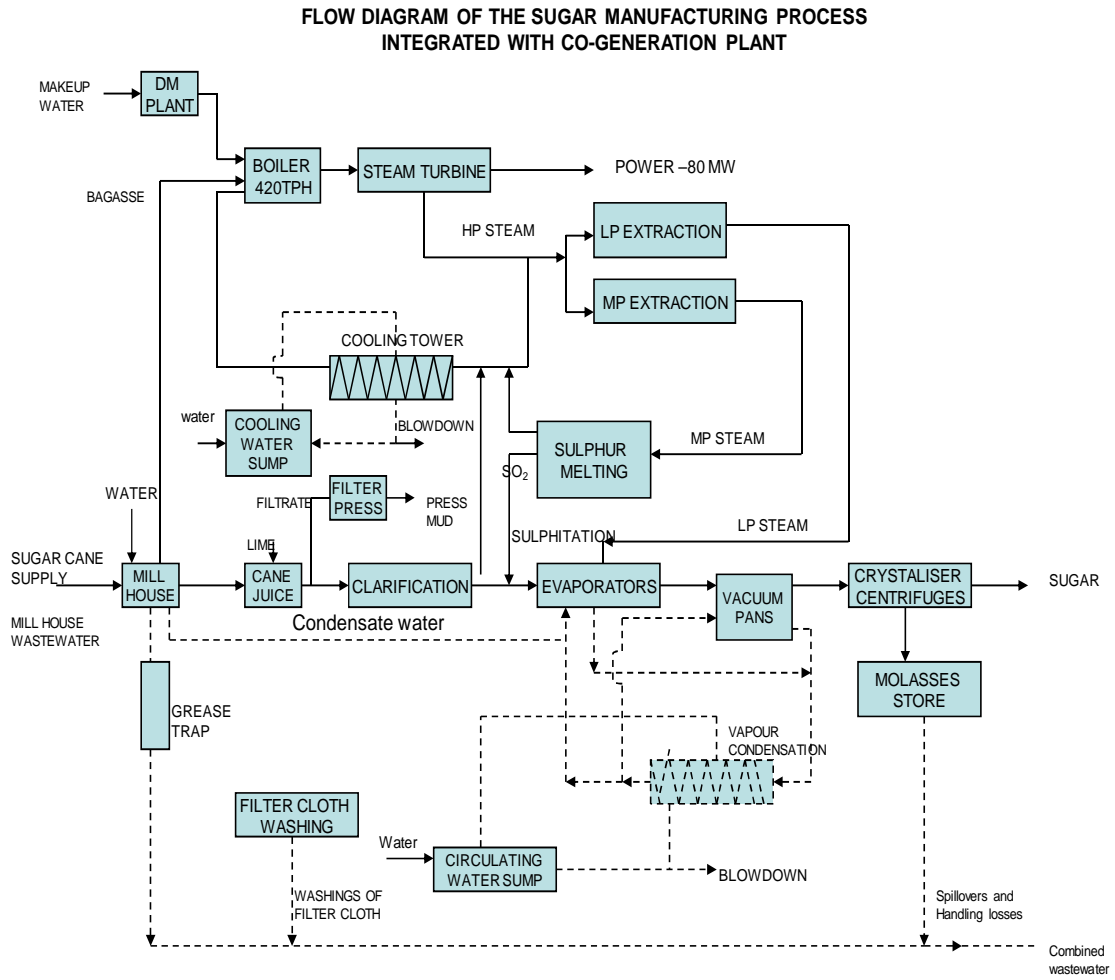 FLOW DIAGRAM OF THE SUGAR MANUFACTURING PROCESS
INTEGRATED WITH CO-GENERATION PLANT
MAKEUP
WATER
DM
PLANT
BOILER
420TPH
STEAM TURBINE
POWER –80 MW
BAGASSE
HP STEAM
LP EXTRACTION
MP EXTRACTION
COOLING TOWER
water
COOLING
WATER
SUMP
BLOWDOWN
SULPHUR
MELTING
MP STEAM
SO2
WATER
FILTRATE
FILTER
PRESS
PRESS
MUD
LP STEAM
SULPHITATION
LIME
SUGAR CANE
SUPPLY
MILL
HOUSE
CANE
JUICE
CLARIFICATION
EVAPORATORS
VACUUM
PANS
CRYSTALISER
CENTRIFUGES
SUGAR
MILL HOUSE
WASTEWATER
Condensate water
GREASE
TRAP
MOLASSES
STORE
VAPOUR
CONDENSATION
FILTER CLOTH
WASHING
Water
CIRCULATING
WATER SUMP
BLOWDOWN
WASHINGS OF
FILTER CLOTH
Spillovers and
Handling losses
Combined
wastewater